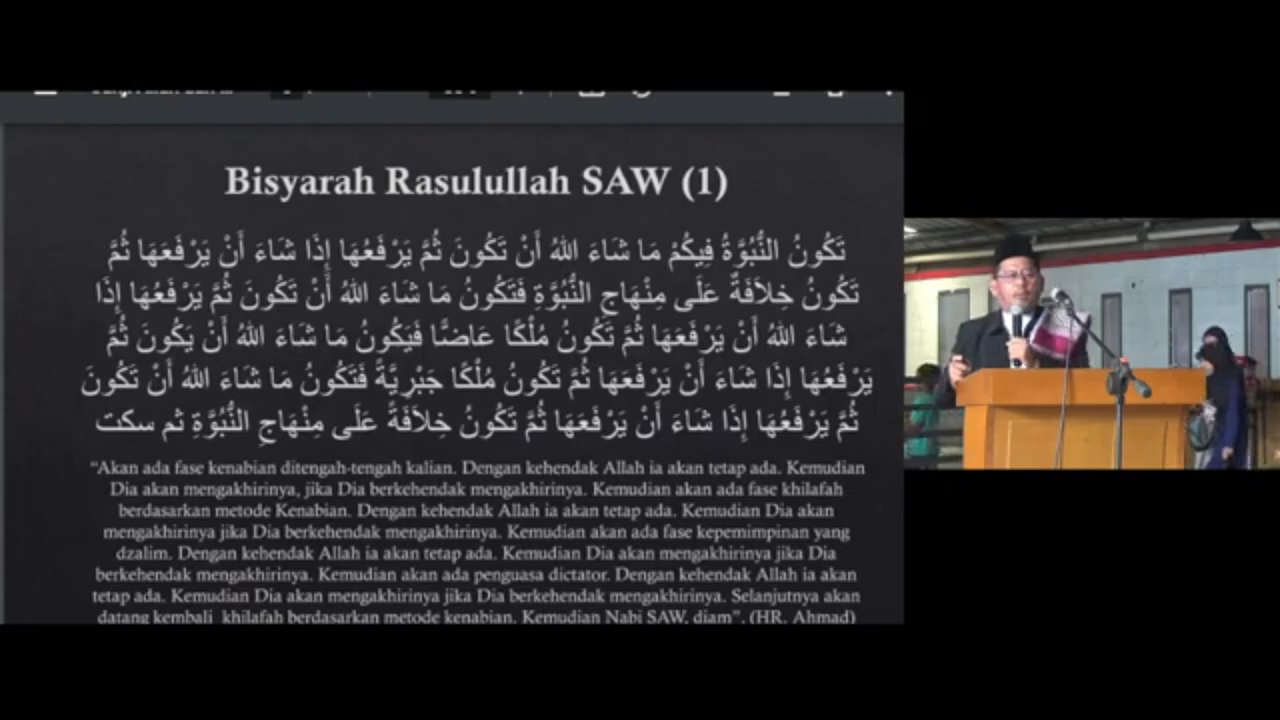 Bisyarah Rasulullah SAW (1)
تَكُونُ النُّبُوَّةُ فِيكُمْ مَا شَاءَ اللهُ أَنْ تَكُونَ ثُمَّ يَرْفَعُهَا إِذَا شَاءَ أَنْ يَرْفَعَهَا ثُمَّ
تَكُونُ خِلاَفَةٌ عَلَى مِنْهَاجِ النُّبُوَّةِ فَتَكُونُ مَا شَاءَ اللهُ أَنْ تَكُونَ ثُمَّ يَرْفَعُهَا إِذَا
شَاءَ اللهُ أَنْ يَرْفَعَهَا ثُمَّ تَكُونُ مُلْكًا عَاضًّا فَيَكُونُ مَا شَاءَ اللهُ أَنْ يَكُونَ ثُمَّ
يَرْفَعُهَا إِذَا شَاءَ أَنْ يَرْفَعَهَا ثُمَّ تَكُونُ مُلْكًا جَبْرِيَّةً فَتَكُونُ مَا شَاءَ اللهُ أَنْ تَكُونَ
ثُمَّ يَرْفَعُهَا إِذَا شَاءَ أَنْ يَرْفَعَهَا ثُمَّ تَكُونُ خِلَافَةً عَلَى مِنْهَاجِ النُّبُوَّةِ ثم سكت
“Akan ada fase kenabian ditengah-tengah kalian. Dengan kehendak Allah ia akan tetap ada. Kemudian
Dia akan mengakhirinya, jika Dia berkehendak mengakhirinya. Kemudian akan ada fase khilafah
berdasarkan metode Kenabian. Dengan kehendak Allah ia akan tetap ada. Kemudian Dia akan
mengakhirinya jika Dia berkehendak mengakhirinya. Kemudian akan ada fase kepemimpinan yang
dzalim. Dengan kehendak Allah ia akan tetap ada. Kemudian Dia akan mengakhirinya jika Dia
berkehendak mengakhirinya. Kemudian akan ada penguasa dictator. Dengan kehendak Allah ia akan
tetap ada. Kemudian Dia akan mengakhirinya jika Dia berkehendak mengakhirinya. Selanjutnya akan
datang kembali khilafah berdasarkan metode kenabian. Kemudian Nabi SAW, diam”. (HR. Ahmad)